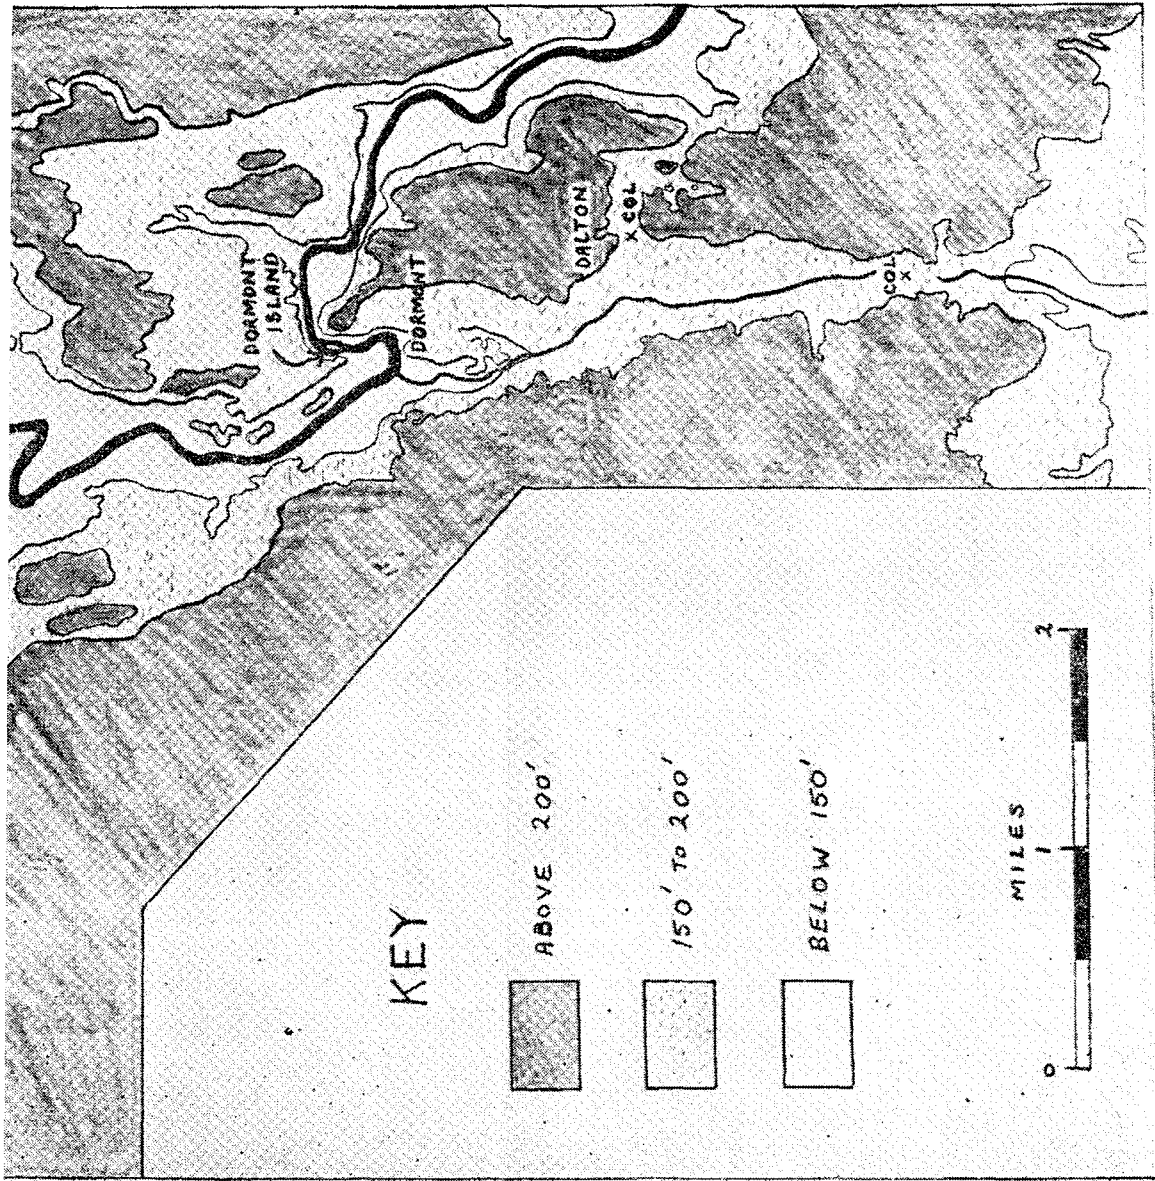 DORMONT
ISLAND
DORMONT
DALTON
X COL
COL
X
KEY
ABOVE 200'
150' TO 200'
BELOW 150'
MILES
0 1 2